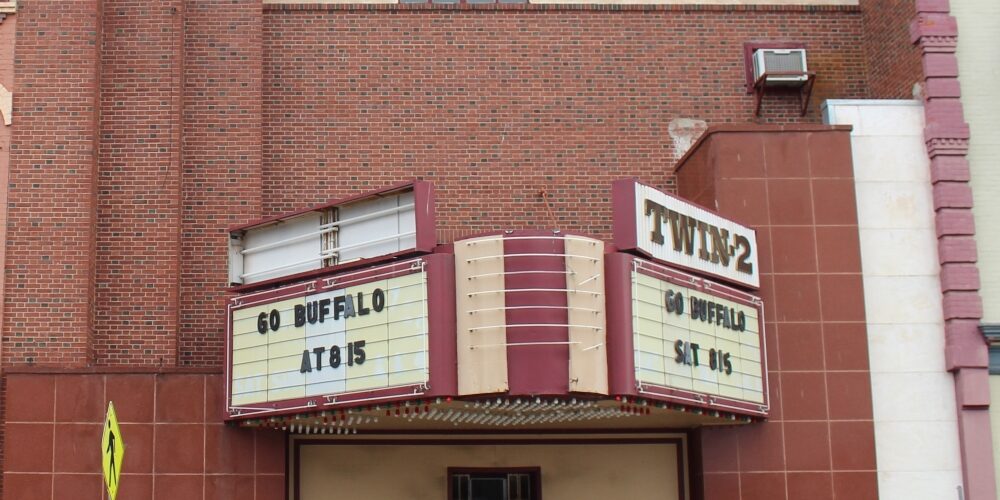 GO BUFFALO
AT 8 15
TWIN-2
GO BUFFALO
SAT 815